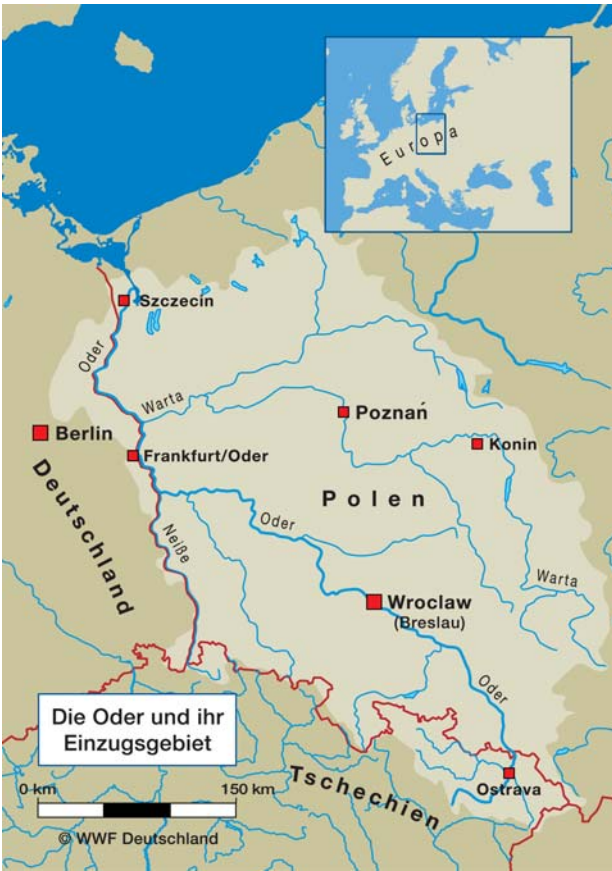 Europa
Szczecin
Oder
Warta
Poznań
Berlin
Frankfurt/Oder
Konin
Deutschland
Polen
Oder
Neiße
Warta
Wroclaw
(Breslau)
Oder
Die Oder und ihr
Einzugsgebiet
0 km 150 km
Tschechien
Ostrava
© WWF Deutschland